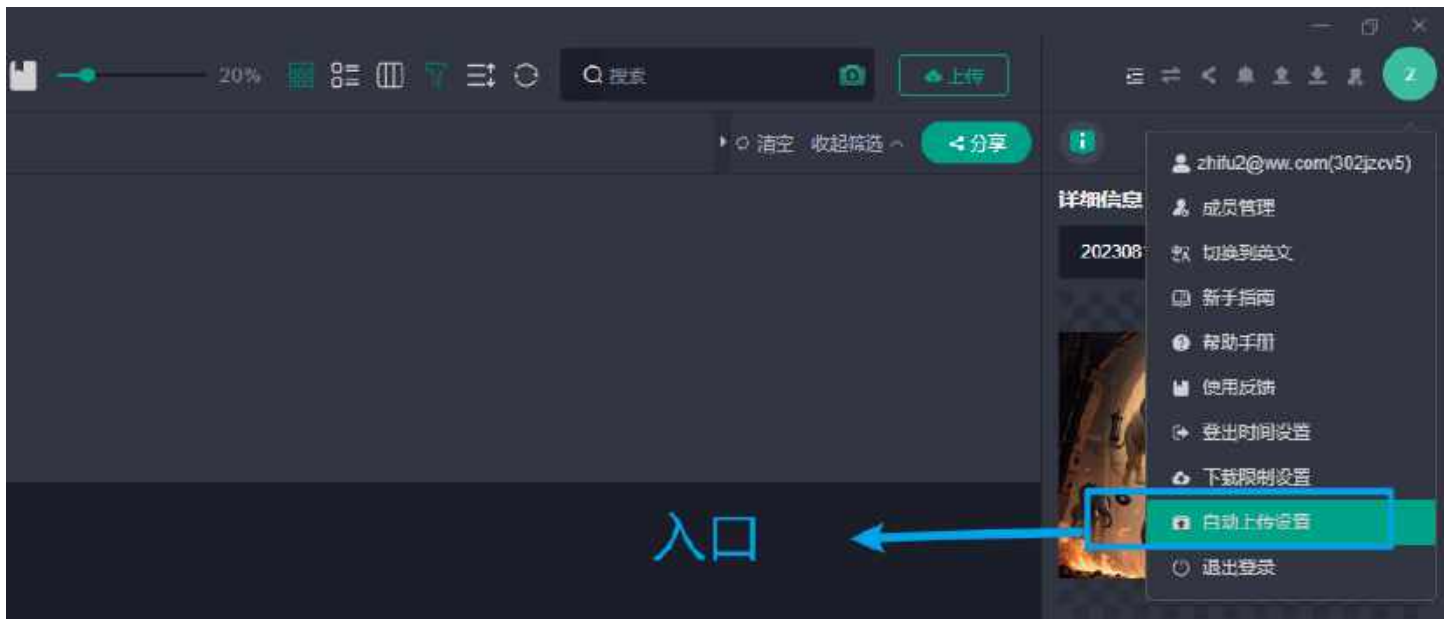 20%
搜索
上传
Z
清空 收起筛选
分享
zhifu2@ww.com(302jzcv5)
详细信息
成员管理
202308
切换到英文
新手指南
帮助手册
使用反馈
登出时间设置
下载限制设置
自动上传设置
入口
退出登录